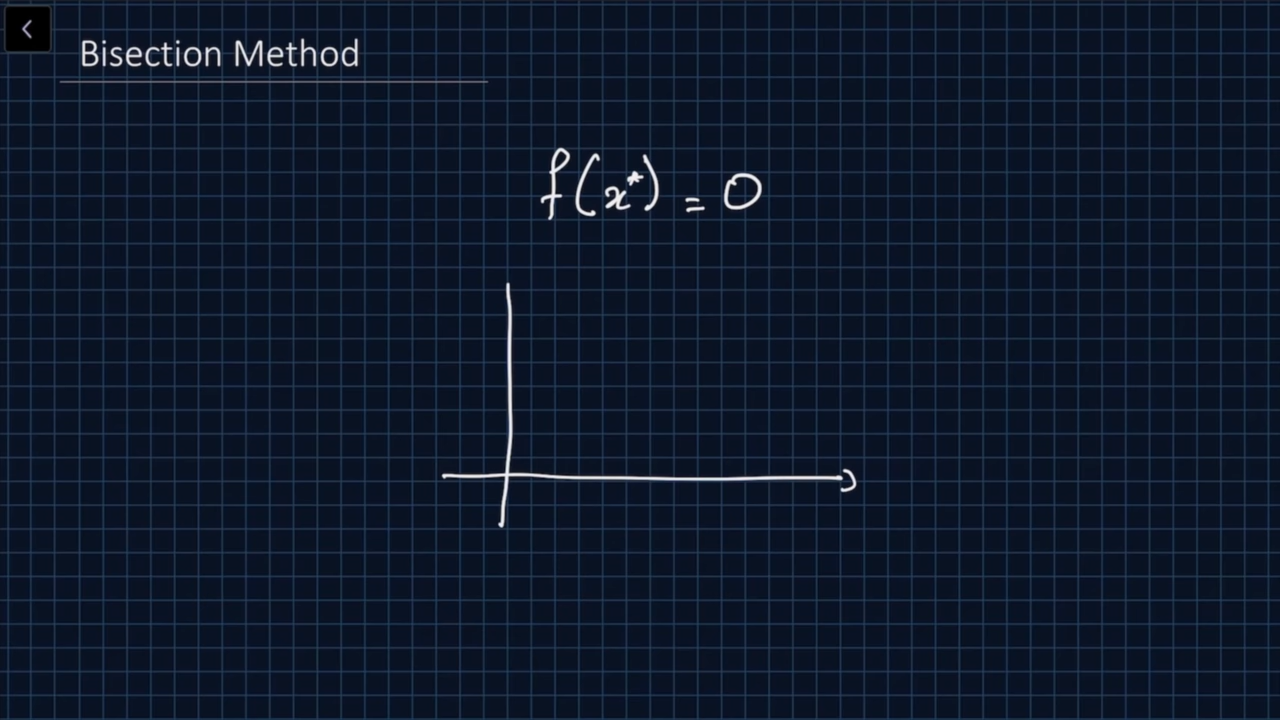 Bisection Method
f(x*) = 0